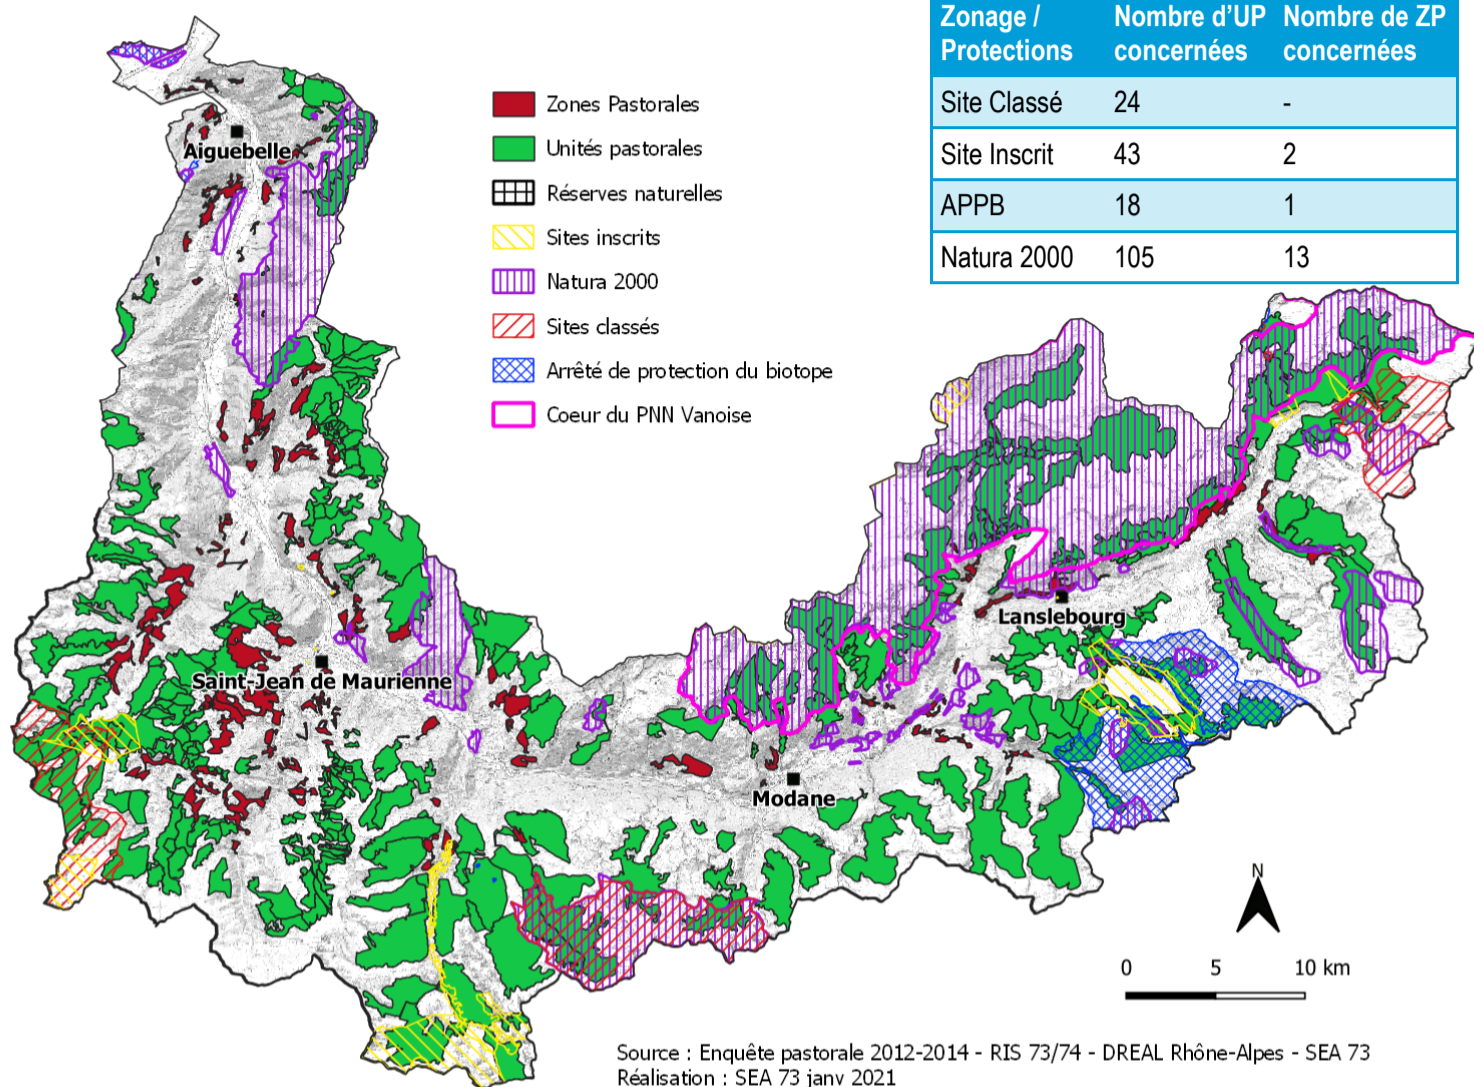 Zonage / Protections Nombre d'UP concernées Nombre de ZP concernées
Site Classé 24 -
Site Inscrit 43 2
APPB 18 1
Natura 2000 105 13
Zones Pastorales
Unités pastorales
Réserves naturelles
Sites inscrits
Natura 2000
Sites classés
Arrêté de protection du biotope
Coeur du PNN Vanoise
Aiguebelle
Lanslebourg
Saint-Jean de Maurienne
Modane
N
0 5 10 km
Source : Enquête pastorale 2012-2014 - RIS 73/74 - DREAL Rhône-Alpes - SEA 73
Réalisation : SEA 73 janv 2021